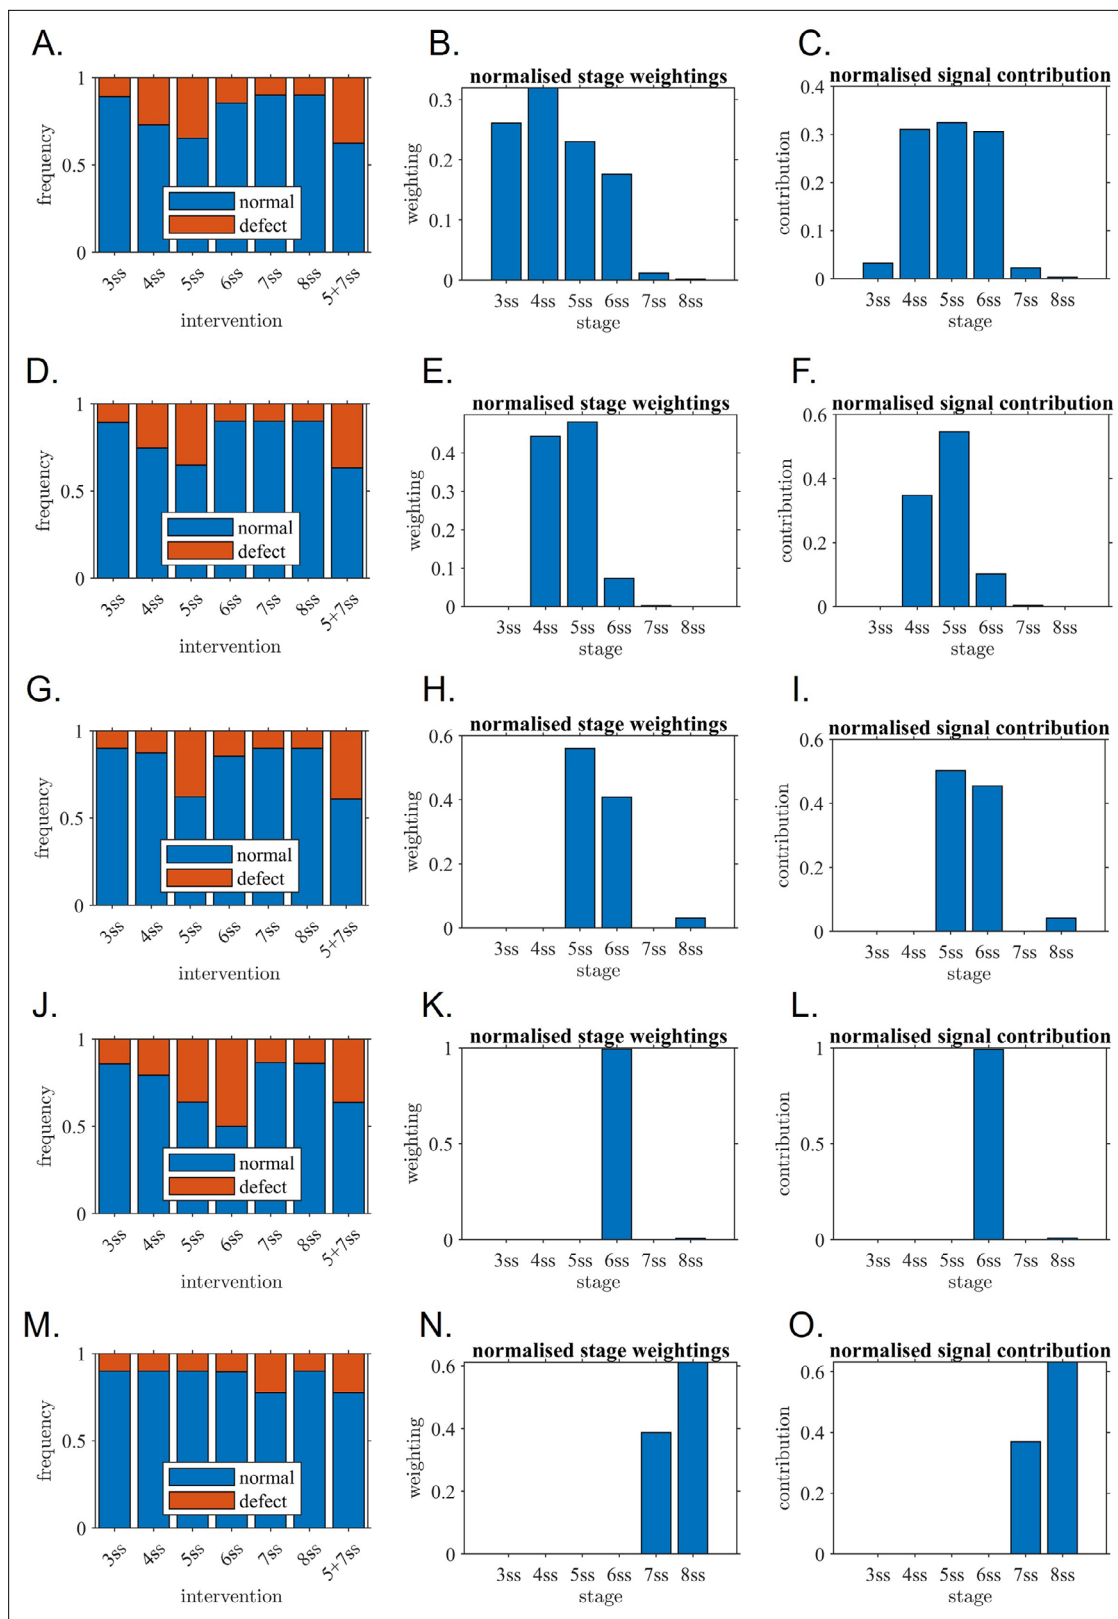 A.
1
0.5
0
frequency
normal
defect
3ss 4ss 5ss 6ss 7ss 8ss 5+7ss
intervention
B.
normalised stage weightings
0.3
0.2
0.1
0
weighting
3ss 4ss 5ss 6ss 7ss 8ss
stage
C.
normalised signal contribution
0.4
0.3
0.2
0.1
0
contribution
3ss 4ss 5ss 6ss 7ss 8ss
stage
D.
1
0.5
0
frequency
normal
defect
3ss 4ss 5ss 6ss 7ss 8ss 5+7ss
intervention
E.
normalised stage weightings
0.4
0.3
0.2
0.1
0
weighting
3ss 4ss 5ss 6ss 7ss 8ss
stage
F.
normalised signal contribution
0.6
0.4
0.2
0
contribution
3ss 4ss 5ss 6ss 7ss 8ss
stage
G.
1
0.5
0
frequency
normal
defect
3ss 4ss 5ss 6ss 7ss 8ss 5+7ss
intervention
H.
normalised stage weightings
0.6
0.4
0.2
0
weighting
3ss 4ss 5ss 6ss 7ss 8ss
stage
I.
normalised signal contribution
0.6
0.4
0.2
0
contribution
3ss 4ss 5ss 6ss 7ss 8ss
stage
J.
1
0.5
0
frequency
normal
defect
3ss 4ss 5ss 6ss 7ss 8ss 5+7ss
intervention
K.
normalised stage weightings
1
0.5
0
weighting
3ss 4ss 5ss 6ss 7ss 8ss
stage
L.
normalised signal contribution
1
0.5
0
contribution
3ss 4ss 5ss 6ss 7ss 8ss
stage
M.
1
0.5
0
frequency
normal
defect
3ss 4ss 5ss 6ss 7ss 8ss 5+7ss
intervention
N.
normalised stage weightings
0.6
0.4
0.2
0
weighting
3ss 4ss 5ss 6ss 7ss 8ss
stage
O.
normalised signal contribution
0.6
0.4
0.2
0
contribution
3ss 4ss 5ss 6ss 7ss 8ss
stage